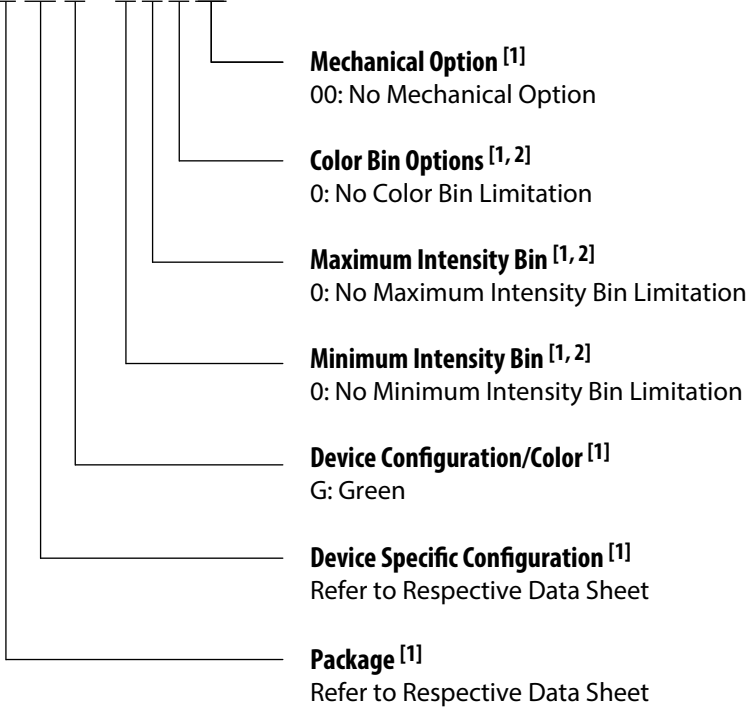 Mechanical Option [1]
00: No Mechanical Option
Color Bin Options [1, 2]
0: No Color Bin Limitation
Maximum Intensity Bin [1, 2]
0: No Maximum Intensity Bin Limitation
Minimum Intensity Bin [1, 2]
0: No Minimum Intensity Bin Limitation
Device Configuration/Color [1]
G: Green
Device Specific Configuration [1]
Refer to Respective Data Sheet
Package [1]
Refer to Respective Data Sheet